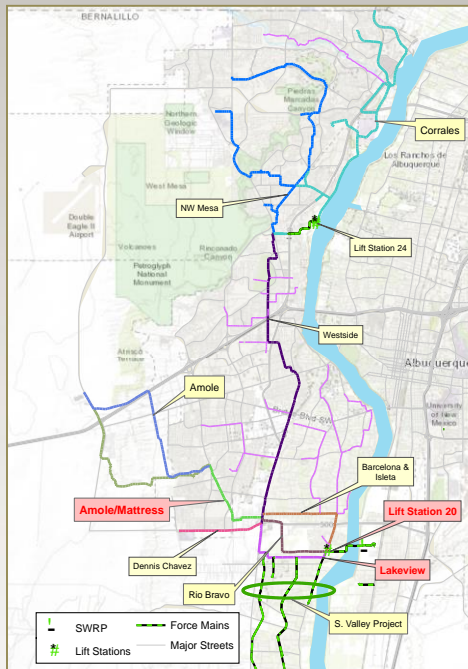 BERNALILLO
Piedras
Marcadas
Canyon
Corrales
Northern
Geologic
Window
Los Ranchos de
Albuquerque
West Mesa
NW Mesa
Double
Eagle II
Airport
Lift Station 24
Volcanoes
Rinconado
Canyon
Petroglyph
National
Monument
Westside
Atrisco
Terrace
Albuquerque
Amole
University
of New
Mexico
Blvd SW
Barcelona &
Isleta
Amole/Mattress
Lift Station 20
Dennis Chavez
Lakeview
Rio Bravo
S. Valley Project
SWRP
Force Mains
Lift Stations
Major Streets